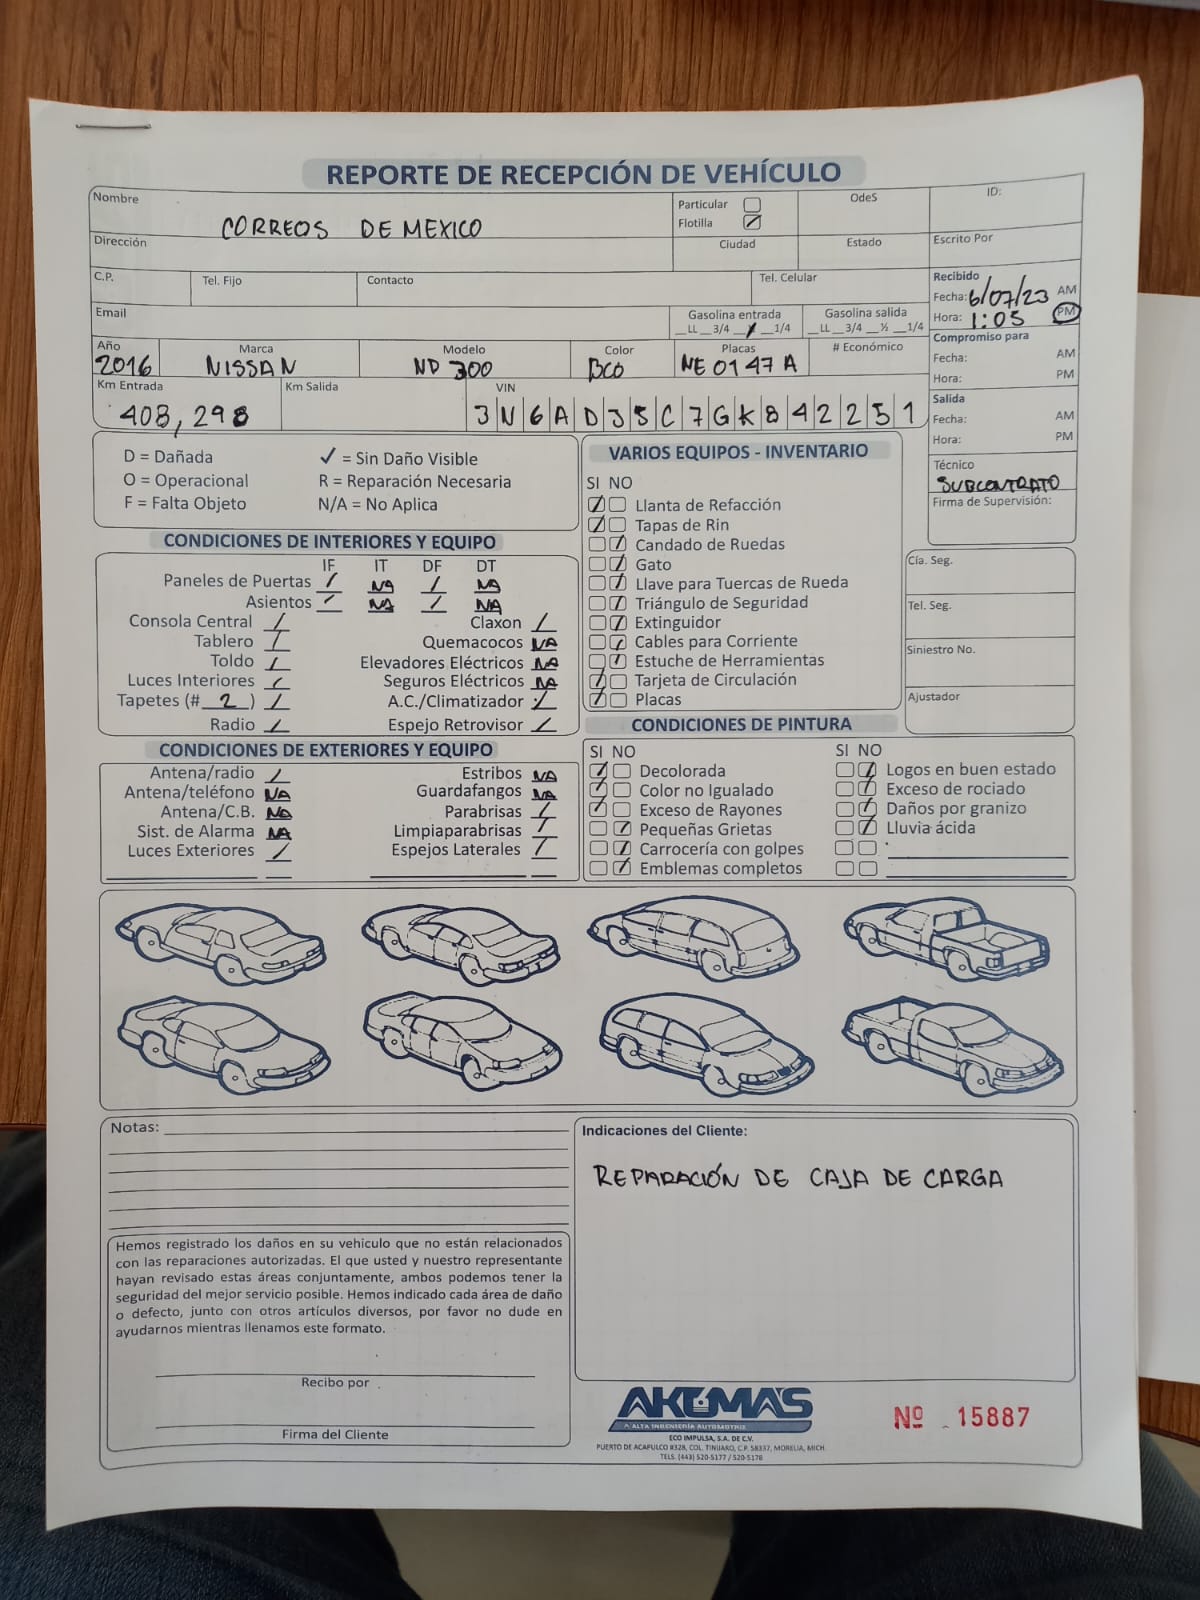 REPORTE DE RECEPCIÓN DE VEHÍCULO
Nombre
CORREOS DE MEXICO
Particular
Flotilla
OdeS
ID:
Dirección
Ciudad
Estado
Escrito Por
C.P.
Tel. Fijo
Contacto
Tel. Celular
Recibido
Fecha: 6/07/23 AM
Hora: 1:05 PM
Email
Gasolina entrada
__LL __3/4 __ __1/4
Gasolina salida
__LL __3/4 __½ __1/4
Compromiso para
Fecha: AM
Hora: PM
Año Marca Modelo Color Placas # Económico
2016 NISSAN ND 300 BCO NE 0147 A
Km Entrada Km Salida VIN
408,298 3N6AD35C7GK842251
Salida
Fecha: AM
Hora: PM
Técnico
SUBCONTRATO
Firma de Supervisión:
D = Dañada ✓ = Sin Daño Visible
O = Operacional R = Reparación Necesaria
F = Falta Objeto N/A = No Aplica
VARIOS EQUIPOS - INVENTARIO
SI NO
Llanta de Refacción
Tapas de Rin
Candado de Ruedas
Gato
Llave para Tuercas de Rueda
Triángulo de Seguridad
Extinguidor
Cables para Corriente
Estuche de Herramientas
Tarjeta de Circulación
Placas
Cía. Seg.
Tel. Seg.
Siniestro No.
Ajustador
CONDICIONES DE INTERIORES Y EQUIPO
IF IT DF DT
Paneles de Puertas / NA / NA
Asientos / NA / NA
Consola Central / Claxon /
Tablero / Quemacocos NA
Toldo / Elevadores Eléctricos NA
Luces Interiores / Seguros Eléctricos NA
Tapetes (# 2 ) / A.C./Climatizador /
Radio / Espejo Retrovisor /
CONDICIONES DE EXTERIORES Y EQUIPO
Antena/radio / Estribos NA
Antena/teléfono NA Guardafangos NA
Antena/C.B. NA Parabrisas /
Sist. de Alarma NA Limpiaparabrisas /
Luces Exteriores / Espejos Laterales /
CONDICIONES DE PINTURA
SI NO SI NO
Decolorada Logos en buen estado
Color no Igualado Exceso de rociado
Exceso de Rayones Daños por granizo
Pequeñas Grietas Lluvia ácida
Carrocería con golpes
Emblemas completos
Notas:
Indicaciones del Cliente:
REPARACIÓN DE CAJA DE CARGA
Hemos registrado los daños en su vehículo que no están relacionados
con las reparaciones autorizadas. El que usted y nuestro representante
hayan revisado estas áreas conjuntamente, ambos podemos tener la
seguridad del mejor servicio posible. Hemos indicado cada área de daño
o defecto, junto con otros artículos diversos, por favor no dude en
ayudarnos mientras llenamos este formato.
Recibo por
Firma del Cliente
AKUMAS
ALTA INGENIERÍA AUTOMOTRIZ
ECO IMPULSA, S.A. DE C.V.
PUERTO DE ACAPULCO #328, COL. TINIJARO, C.P. 58337, MORELIA, MICH.
TELS. (443) 520-5177 / 520-5178
Nº 15887